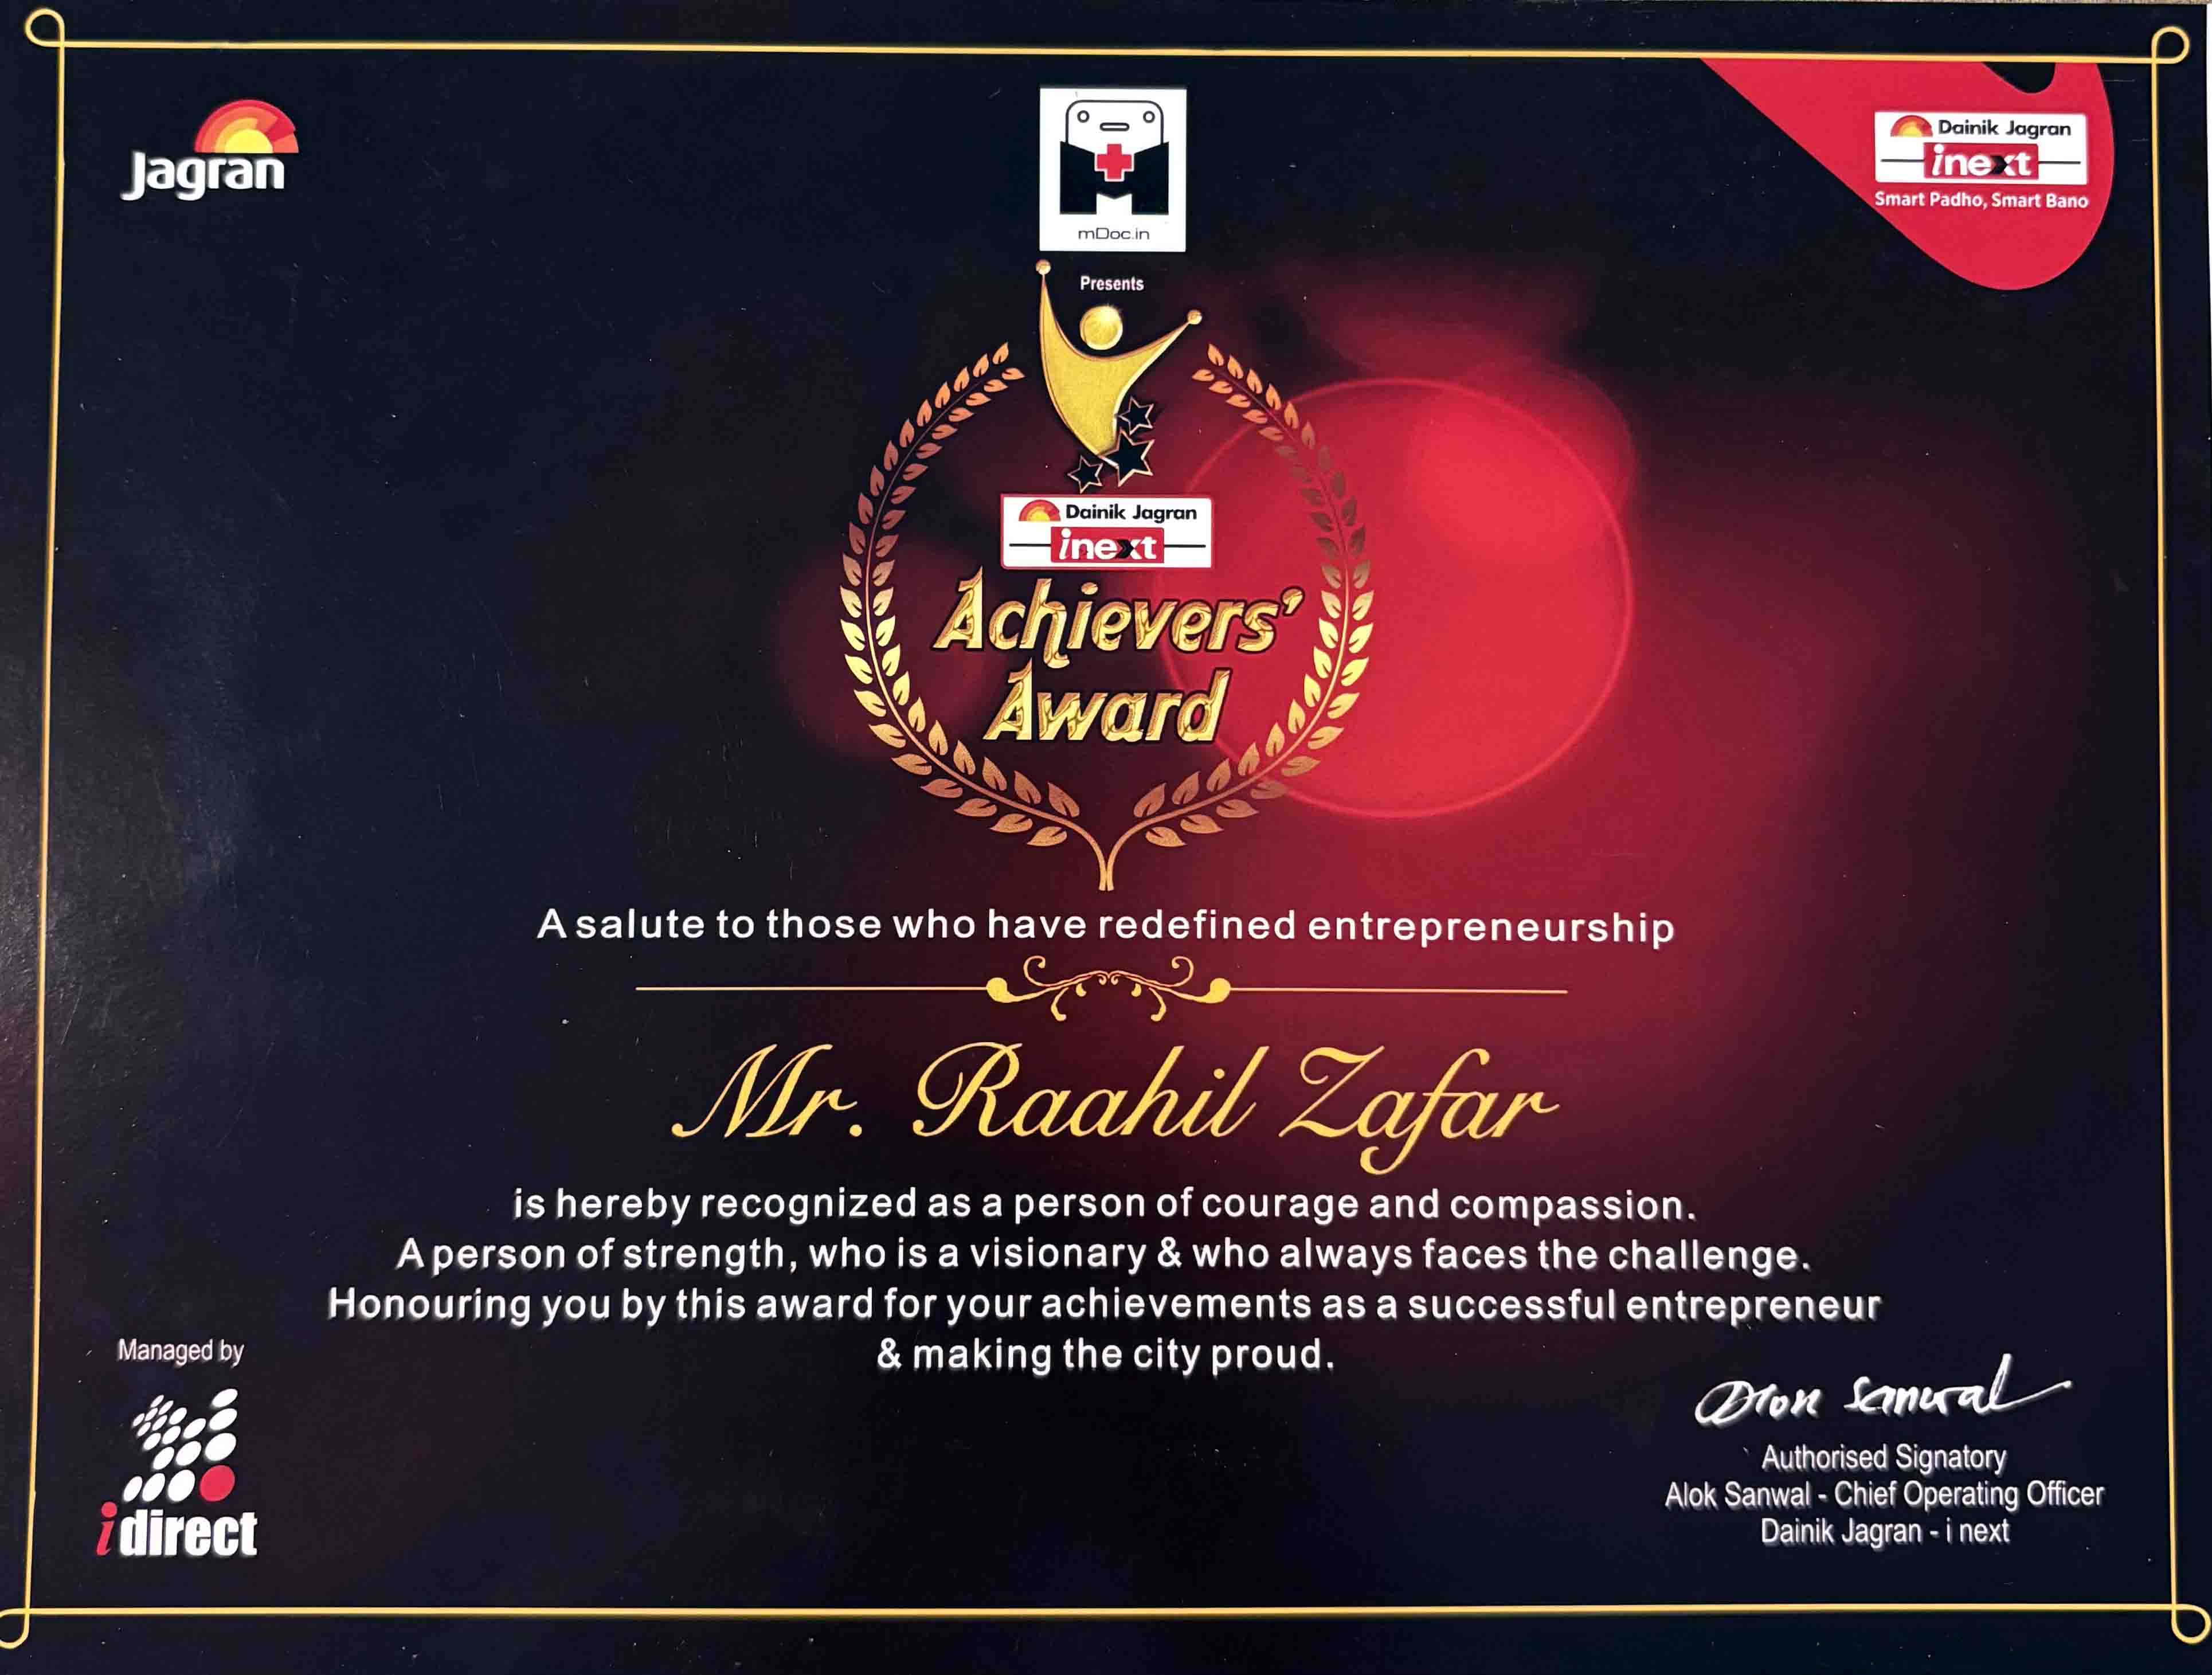 Jagran
mDoc.in
Dainik Jagran
inext
Smart Padho, Smart Bano
Presents
Dainik Jagran
inext
Achievers'
Award
A salute to those who have redefined entrepreneurship
Mr. Raahil Zafar
is hereby recognized as a person of courage and compassion.
A person of strength, who is a visionary & who always faces the challenge.
Honouring you by this award for your achievements as a successful entrepreneur
& making the city proud.
Managed by
idirect
Authorised Signatory
Alok Sanwal - Chief Operating Officer
Dainik Jagran - i next